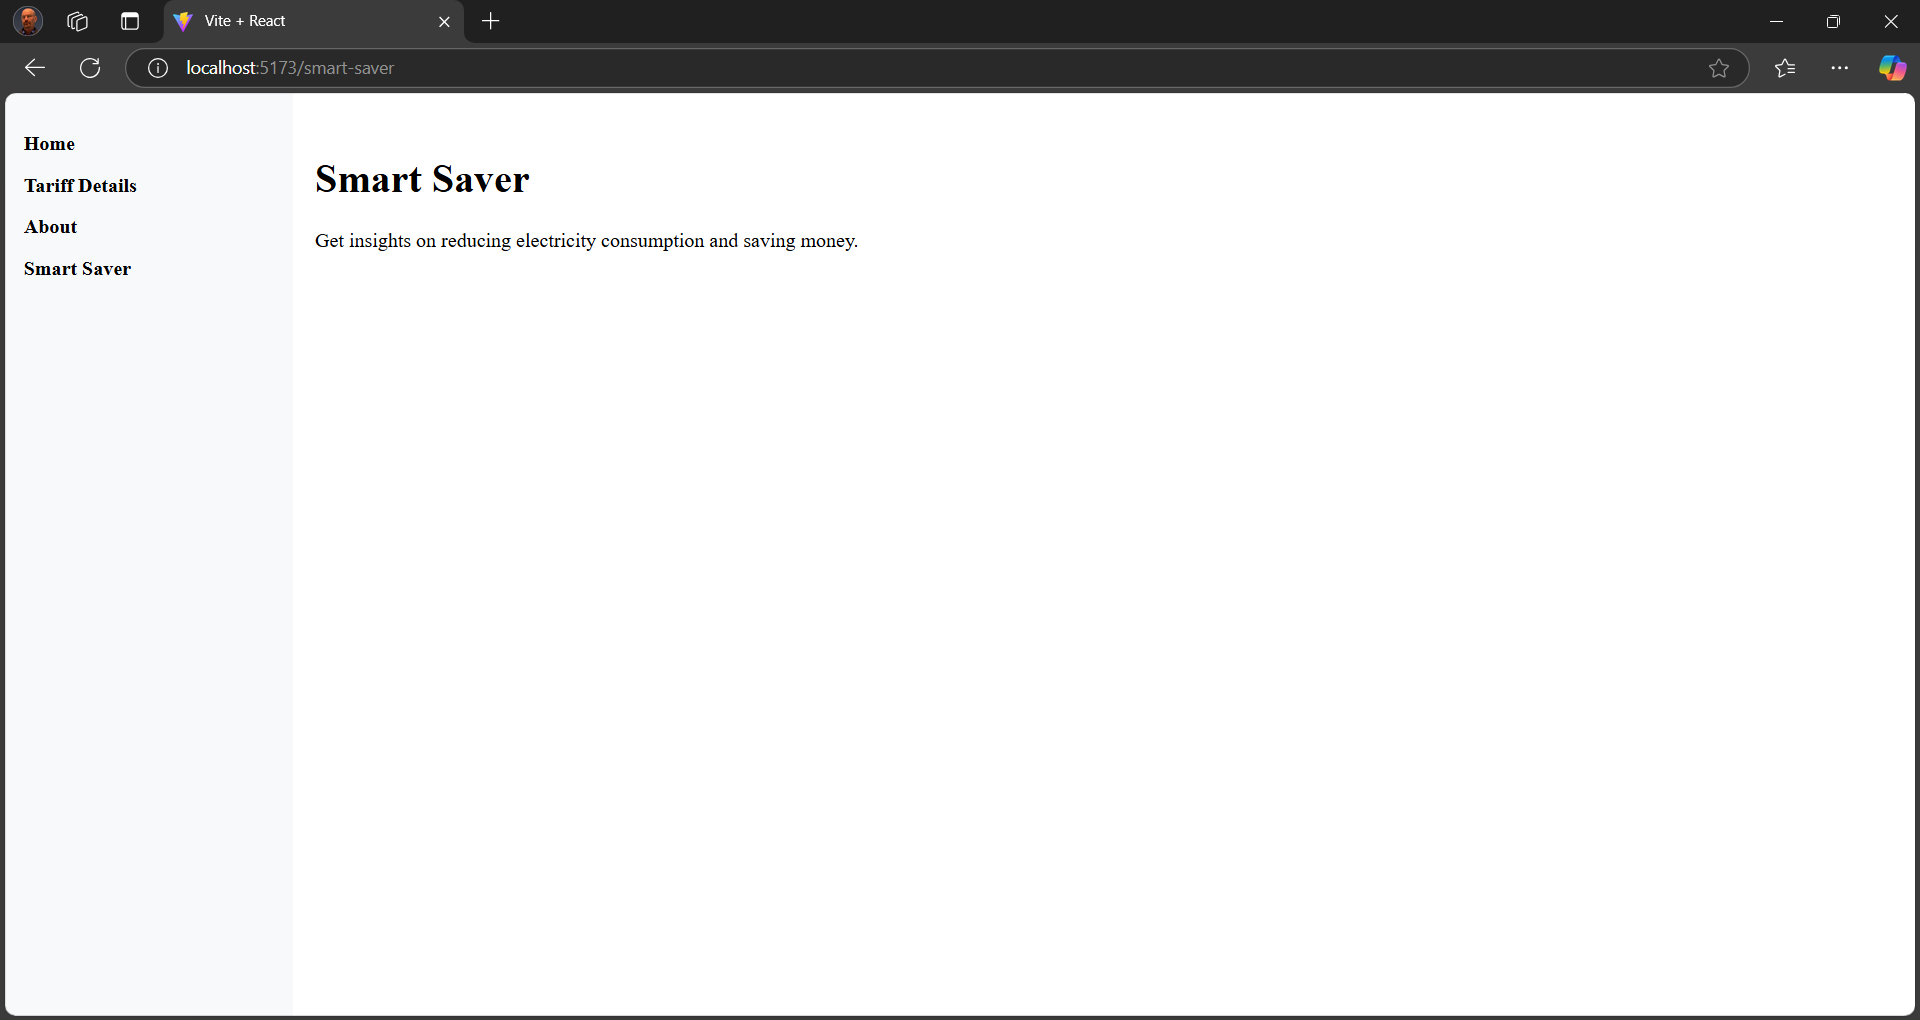 Vite + React
localhost:5173/smart-saver
Home
Tariff Details
About
Smart Saver
Smart Saver
Get insights on reducing electricity consumption and saving money.